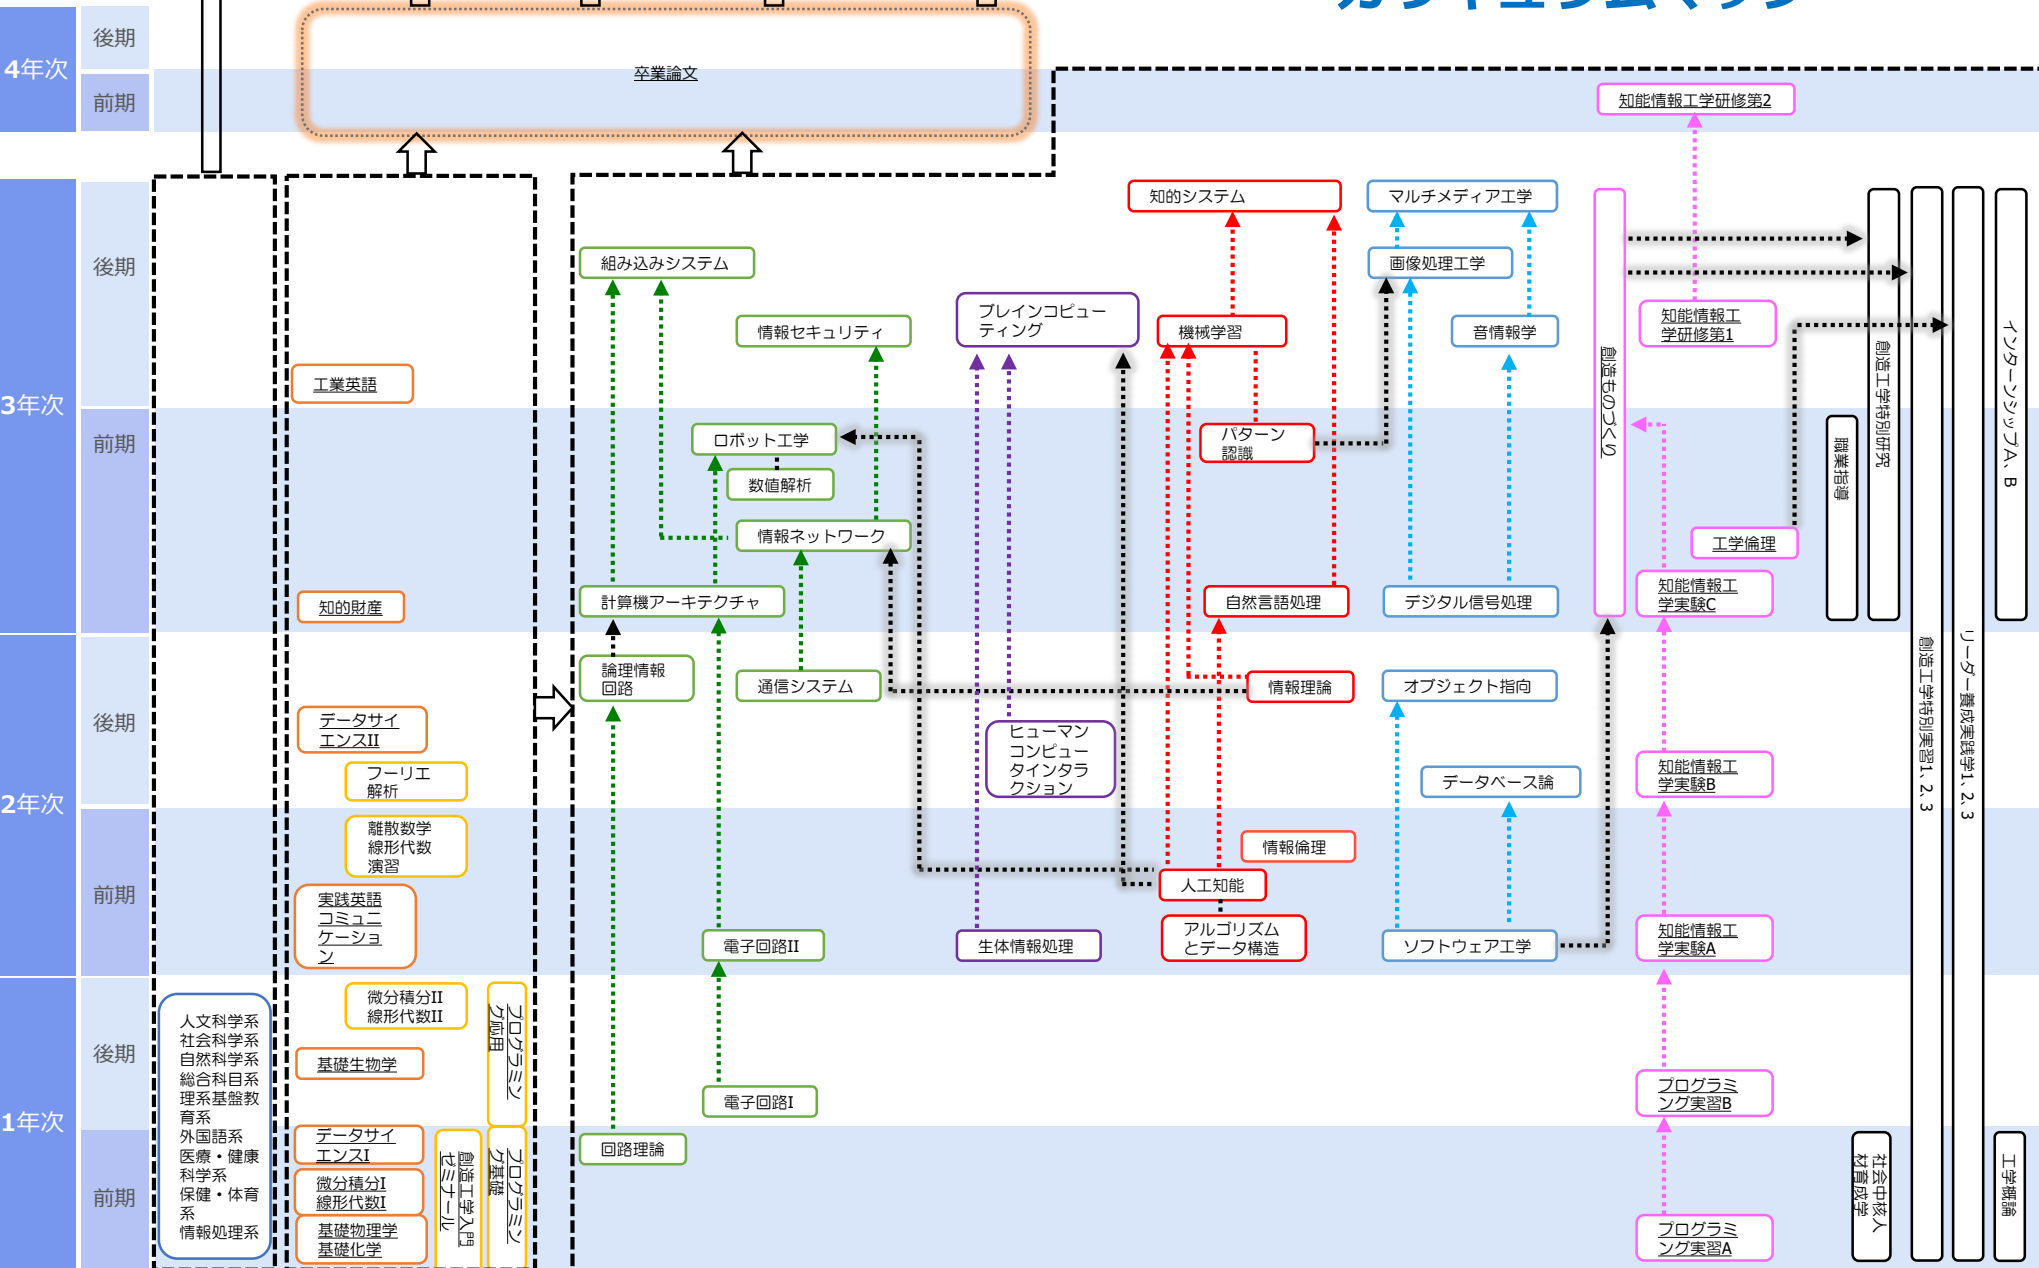 カリキュラムマップ
4年次
後期
前期
卒業論文
知能情報工学研修第2
3年次
後期
前期
知的システム
マルチメディア工学
組み込みシステム
画像処理工学
情報セキュリティ
ブレインコンピュー
ティング
機械学習
音情報学
知能情報工
学研修第1
工業英語
創造ものづくり
創造工学特別研究
インターンシップA、B
ロボット工学
パターン
認識
職業指導
数値解析
情報ネットワーク
工学倫理
知的財産
計算機アーキテクチャ
自然言語処理
デジタル信号処理
知能情報工
学実験C
創造工学特別実習1、2、3
リーダー養成実践学1、2、3
2年次
後期
前期
論理情報
回路
通信システム
情報理論
オブジェクト指向
データサイ
エンスII
ヒューマン
コンピュー
タインタラ
クション
フーリエ
解析
データベース論
知能情報工
学実験B
離散数学
線形代数
演習
情報倫理
実践英語
コミュニ
ケーショ
ン
人工知能
アルゴリズム
とデータ構造
電子回路II
生体情報処理
ソフトウェア工学
知能情報工
学実験A
1年次
後期
前期
人文科学系
社会科学系
自然科学系
総合科目系
理系基盤教
育系
外国語系
医療・健康
科学系
保健・体育
系
情報処理系
微分積分II
線形代数II
プログラミン
グ応用
基礎生物学
電子回路I
プログラミ
ング実習B
データサイ
エンスI
微分積分I
線形代数I
基礎物理学
基礎化学
創造工学入門
ゼミナール
プログラミン
グ基礎
回路理論
プログラミ
ング実習A
社会中核人
材育成学
工学概論